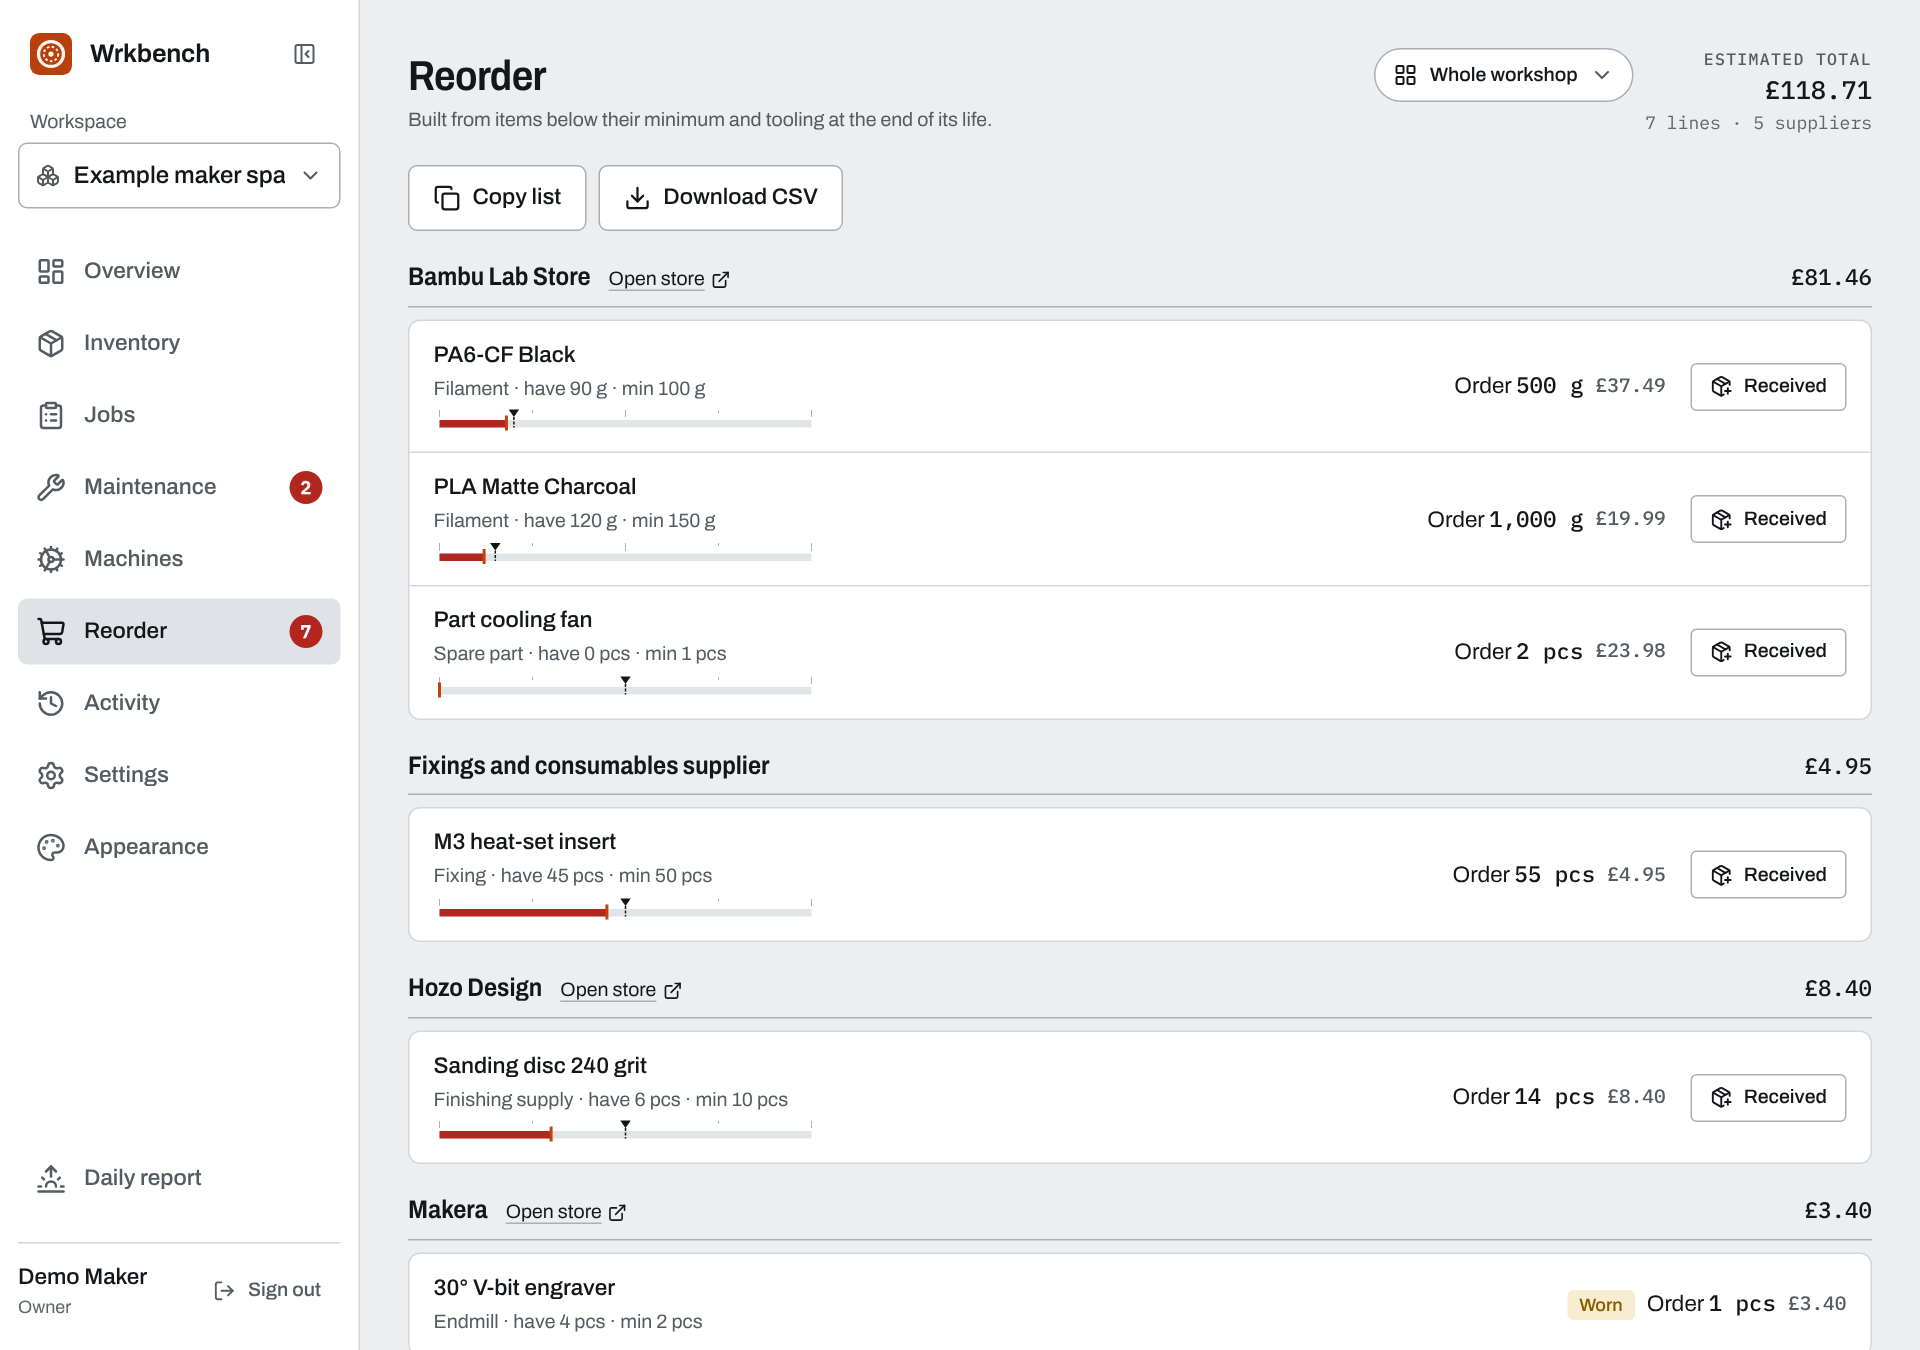 Wrkbench
Workspace
Example maker spa
Overview
Inventory
Jobs
Maintenance 2
Machines
Reorder 7
Activity
Settings
Appearance
Daily report
Demo Maker
Owner
Sign out
Reorder
Built from items below their minimum and tooling at the end of its life.
Whole workshop
ESTIMATED TOTAL
£118.71
7 lines · 5 suppliers
Copy list
Download CSV
Bambu Lab Store Open store £81.46
PA6-CF Black
Filament · have 90 g · min 100 g
Order 500 g £37.49 Received
PLA Matte Charcoal
Filament · have 120 g · min 150 g
Order 1,000 g £19.99 Received
Part cooling fan
Spare part · have 0 pcs · min 1 pcs
Order 2 pcs £23.98 Received
Fixings and consumables supplier £4.95
M3 heat-set insert
Fixing · have 45 pcs · min 50 pcs
Order 55 pcs £4.95 Received
Hozo Design Open store £8.40
Sanding disc 240 grit
Finishing supply · have 6 pcs · min 10 pcs
Order 14 pcs £8.40 Received
Makera Open store £3.40
30° V-bit engraver
Endmill · have 4 pcs · min 2 pcs
Worn Order 1 pcs £3.40